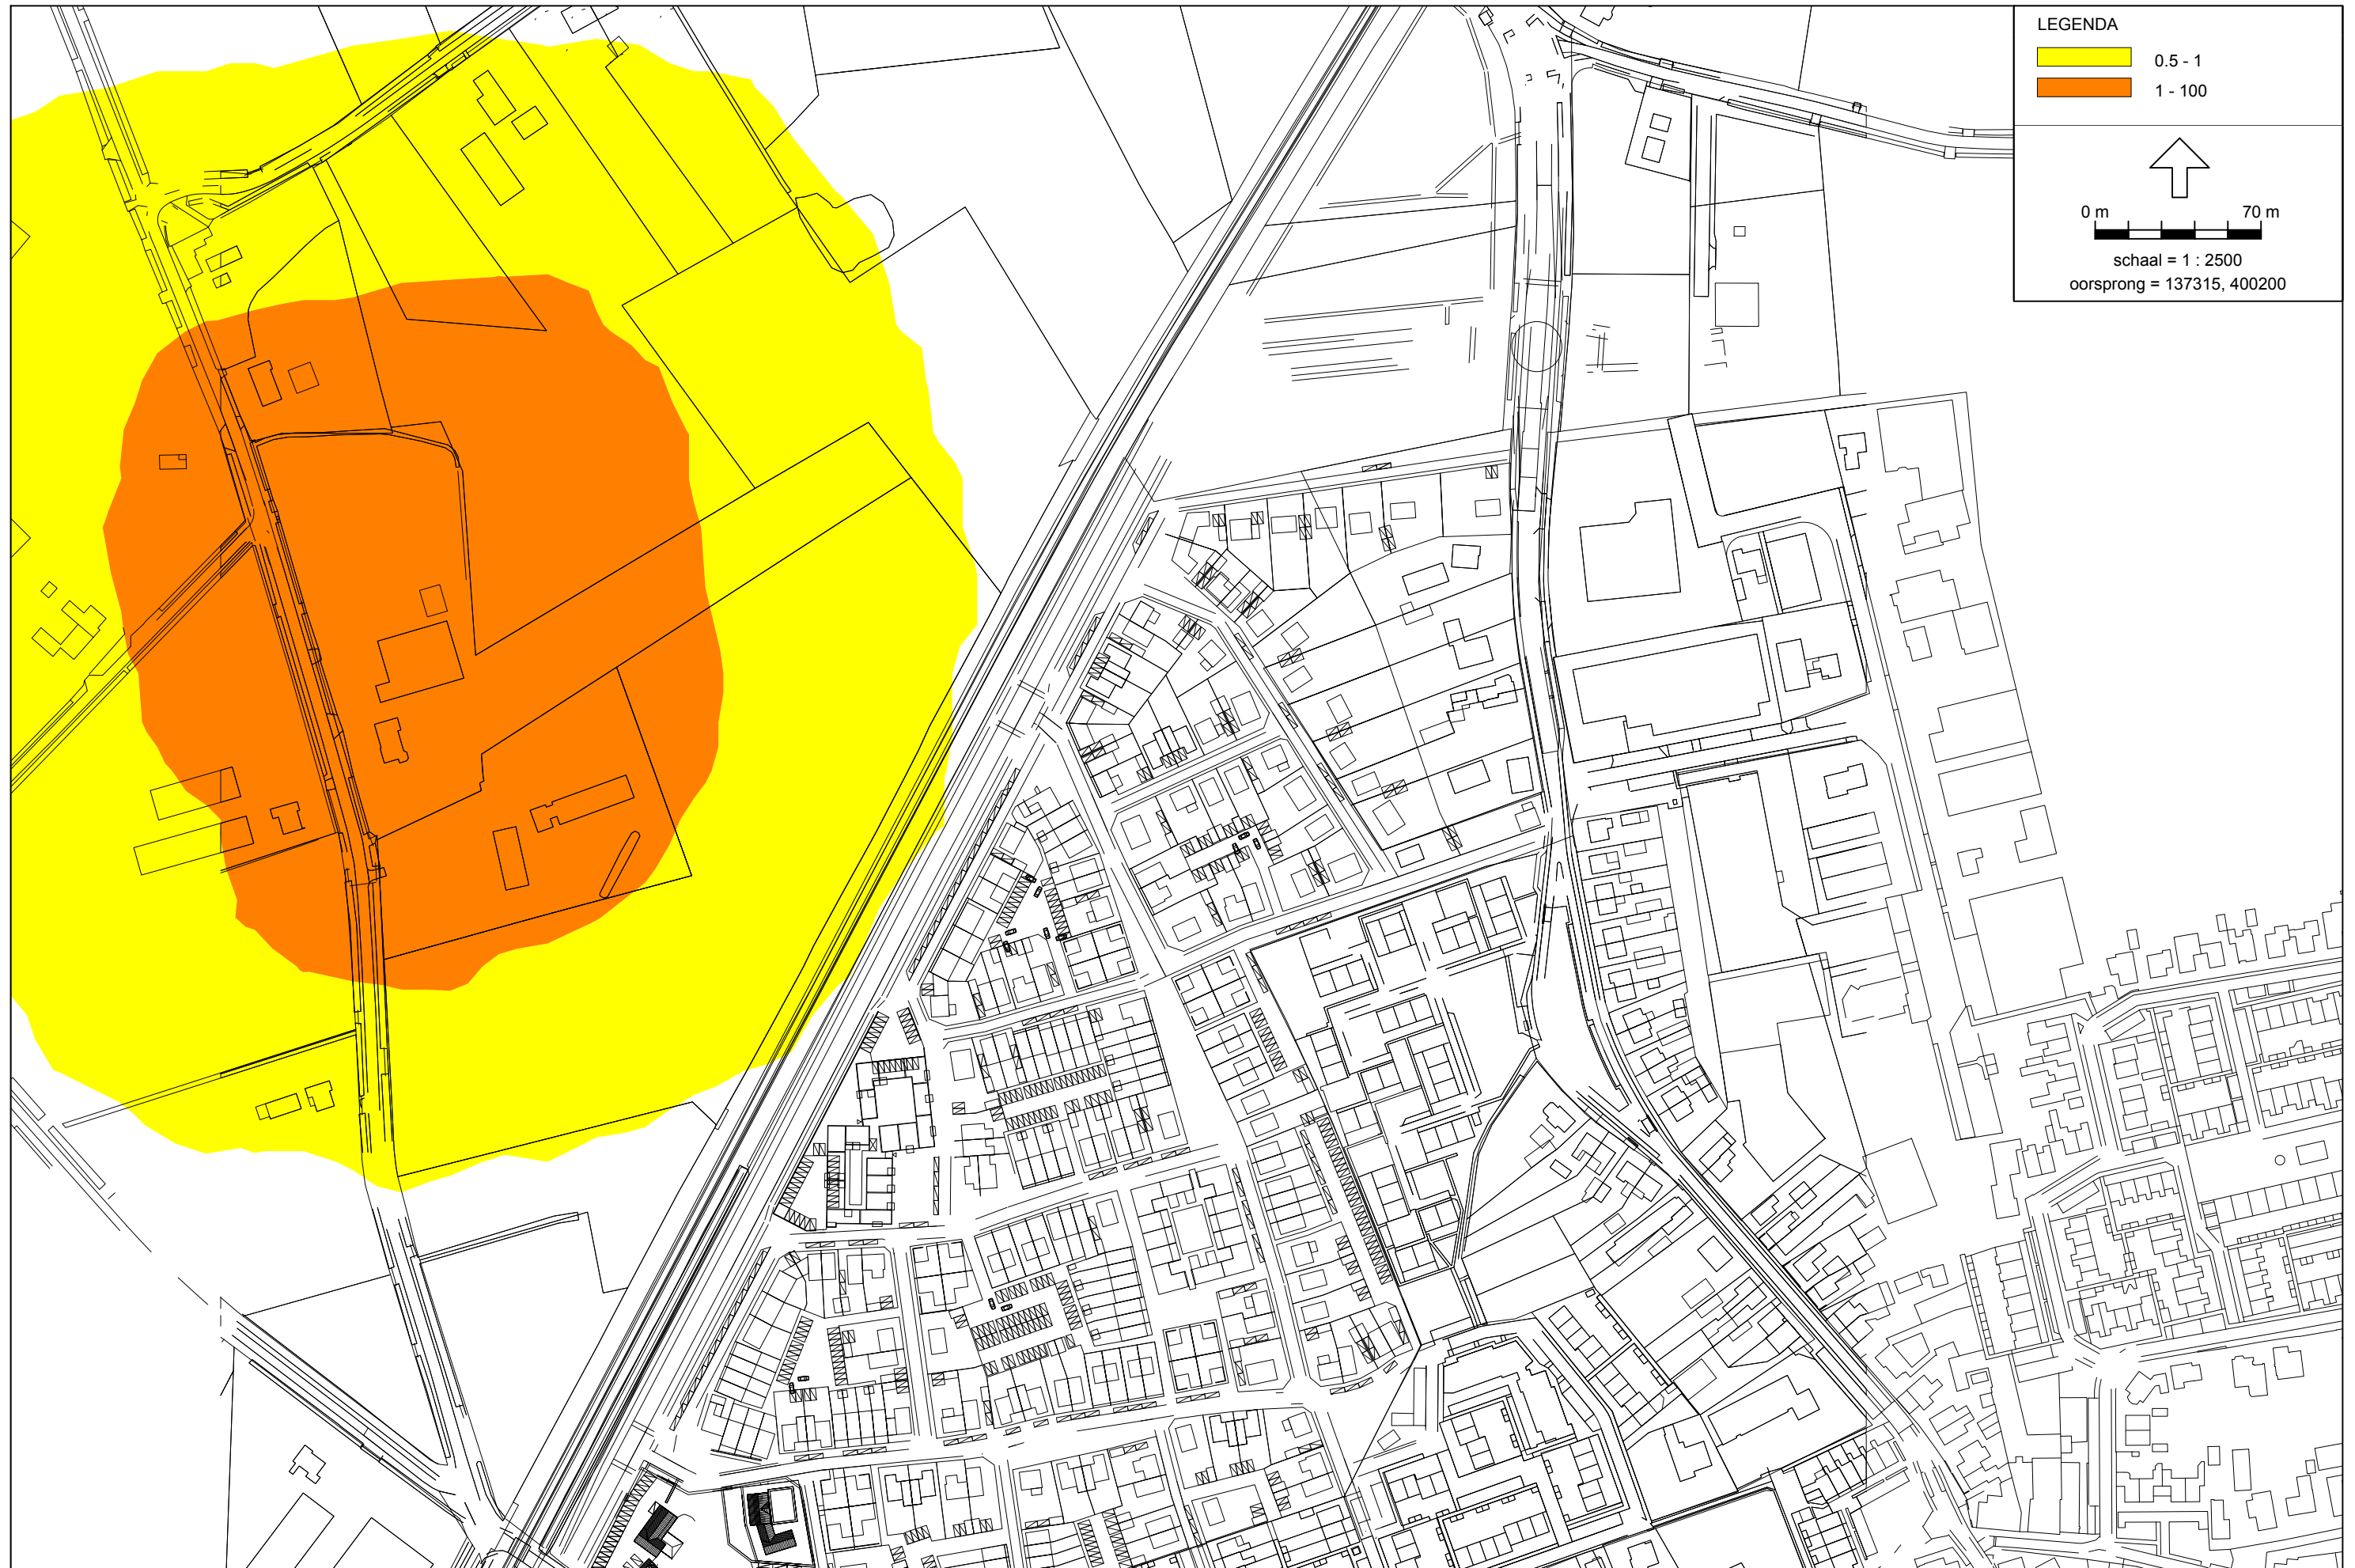 LEGENDA
0.5 - 1
1 - 100
0 m 70 m
schaal = 1 : 2500
oorsprong = 137315, 400200